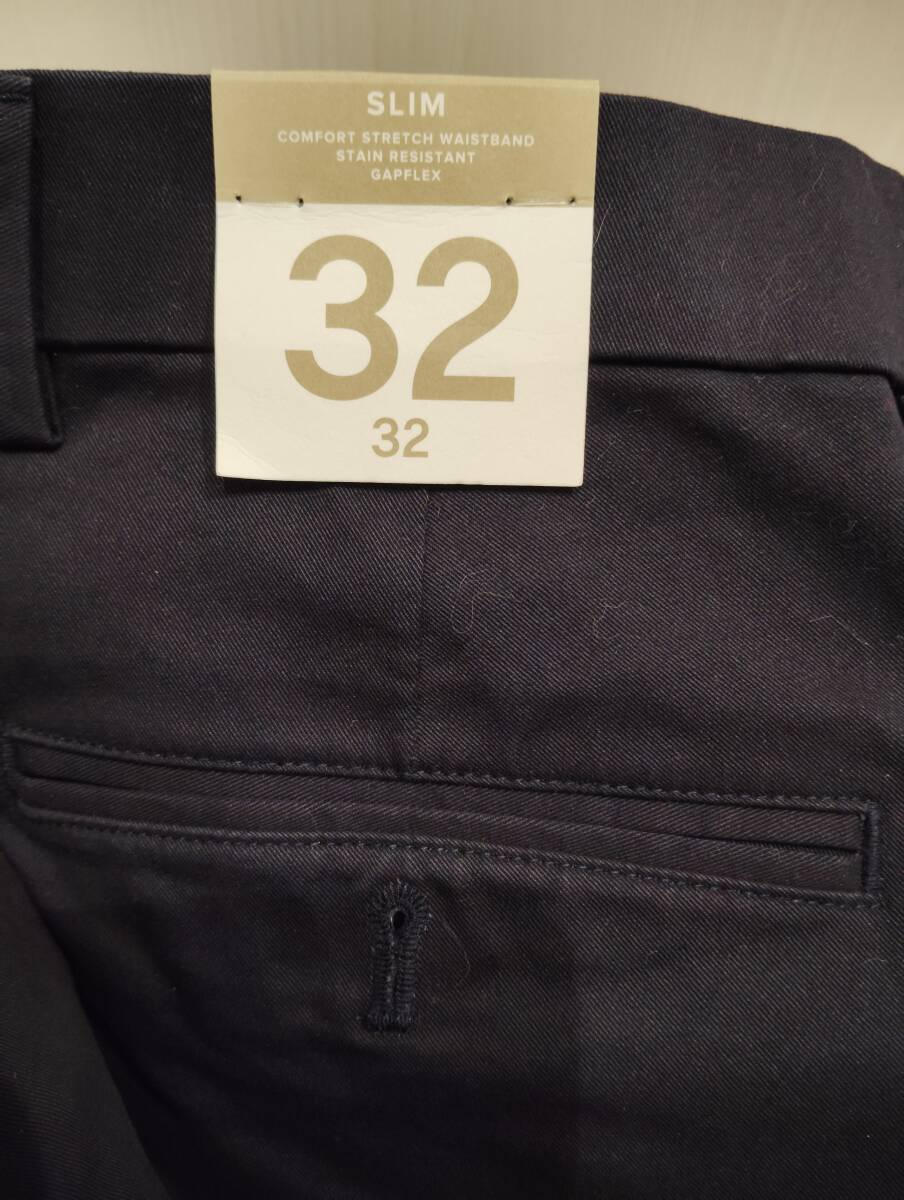 SLIM
COMFORT STRETCH WAISTBAND
STAIN RESISTANT
GAPFLEX
32
32